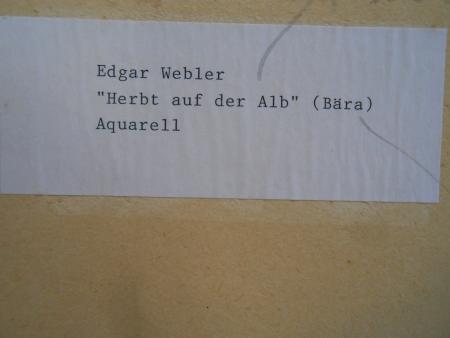 Edgar Webler
"Herbt auf der Alb" (Bära)
Aquarell